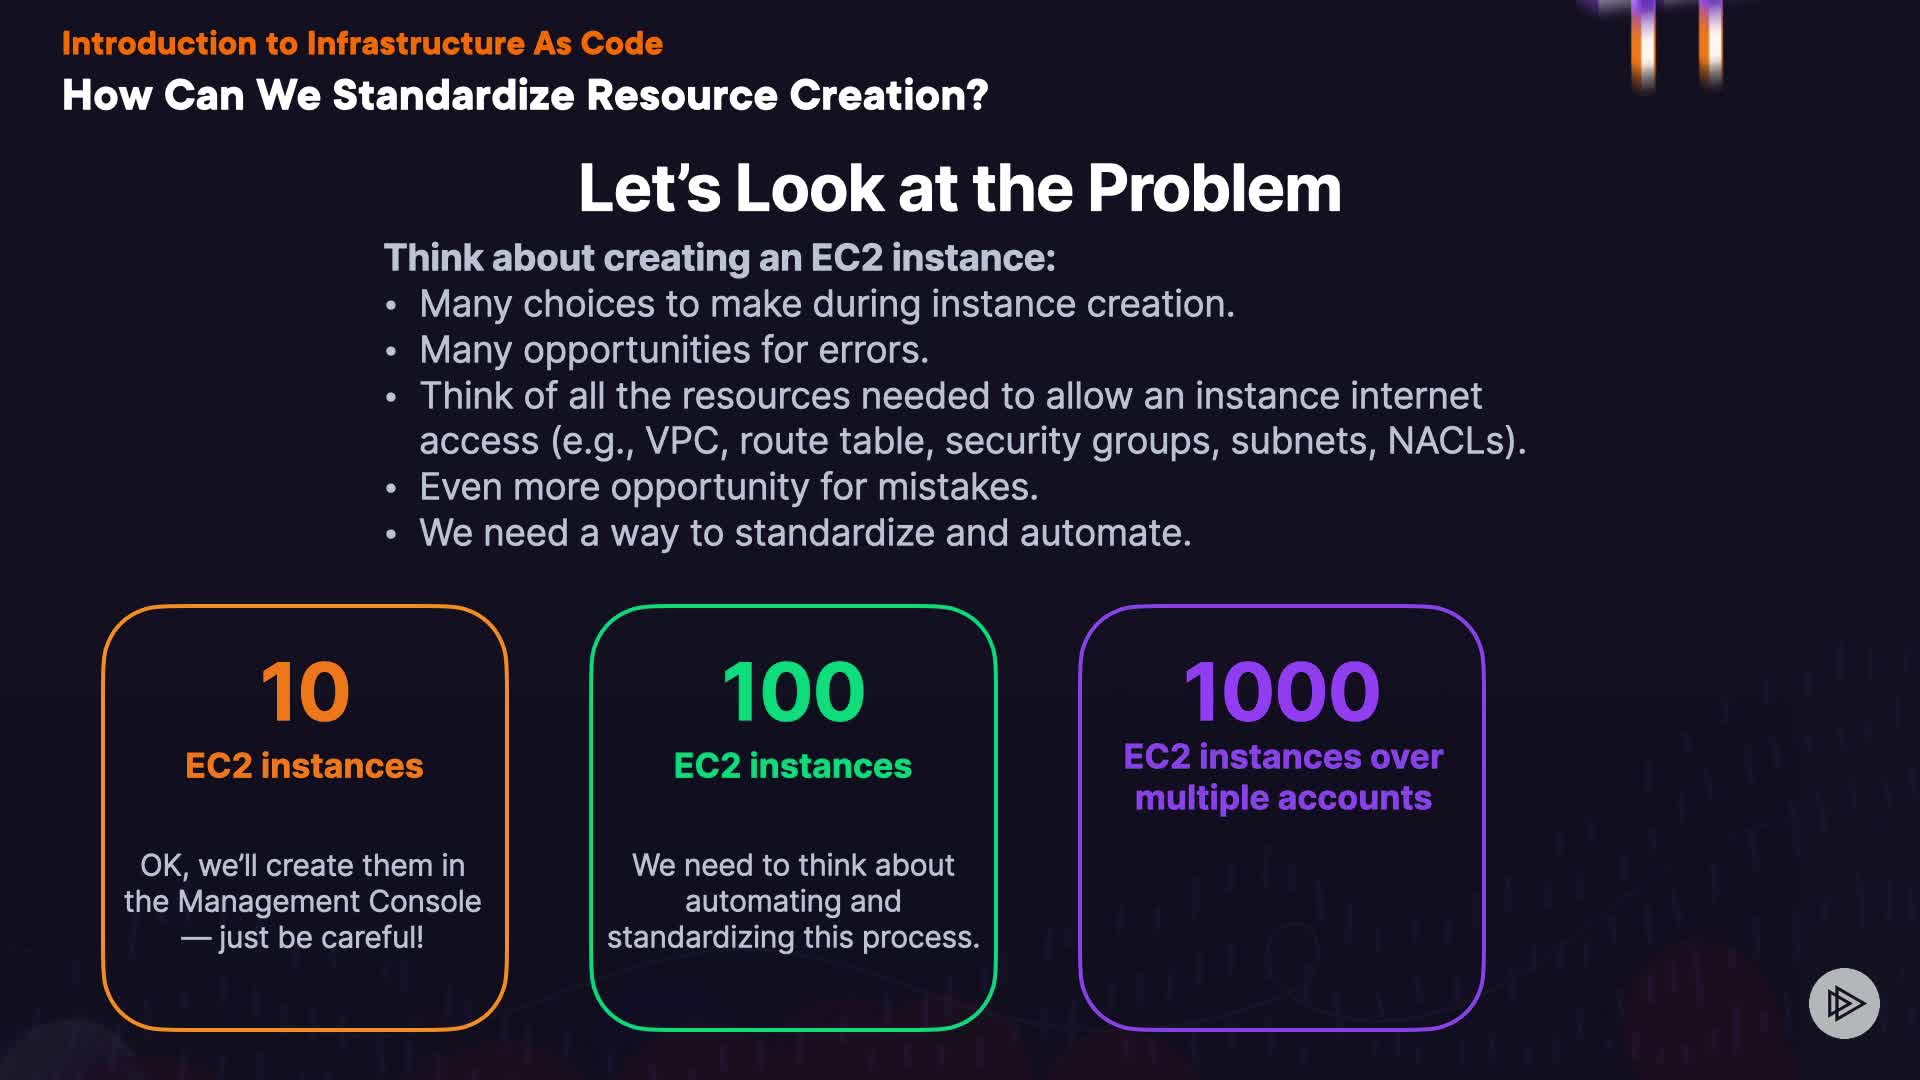 Introduction to Infrastructure As Code
How Can We Standardize Resource Creation?
Let’s Look at the Problem
Think about creating an EC2 instance:
• Many choices to make during instance creation.
• Many opportunities for errors.
• Think of all the resources needed to allow an instance internet
access (e.g., VPC, route table, security groups, subnets, NACLs).
• Even more opportunity for mistakes.
• We need a way to standardize and automate.
10
EC2 instances
OK, we’ll create them in
the Management Console
— just be careful!
100
EC2 instances
We need to think about
automating and
standardizing this process.
1000
EC2 instances over
multiple accounts